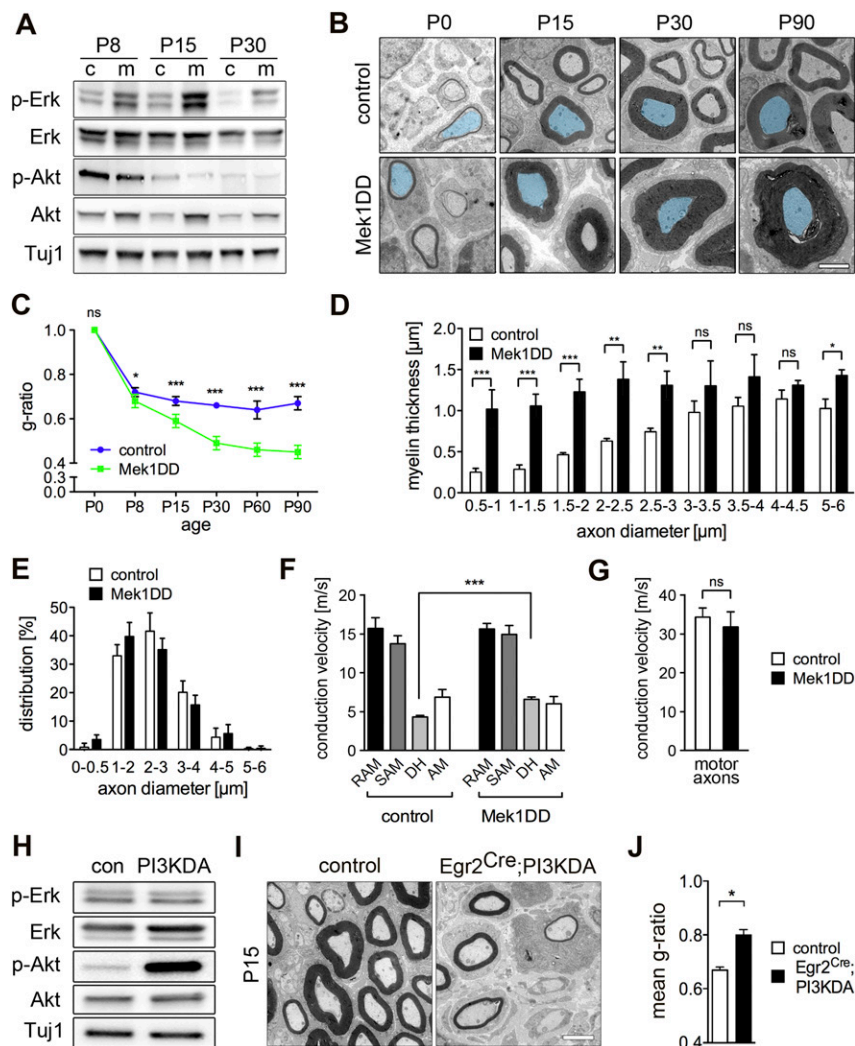 A
P8 P15 P30
c m c m c m
p-Erk
Erk
p-Akt
Akt
Tuj1
B
P0 P15 P30 P90
control
Mek1DD
C
ns
* *** *** *** ***
1.0
0.8
0.6
0.4
0.3
0.0
g-ratio
control
Mek1DD
P0 P8 P15 P30 P60 P90
age
D
control
Mek1DD
*** *** *** ** ** ns ns ns *
2.0
1.5
1.0
0.5
0.0
myelin thickness [µm]
0.5-1 1-1.5 1.5-2 2-2.5 2.5-3 3-3.5 3.5-4 4-4.5 5-6
axon diameter [µm]
E
control
Mek1DD
50
40
30
20
10
0
distribution [%]
0-0.5 1-2 2-3 3-4 4-5 5-6
axon diameter [µm]
F
***
20
15
10
5
0
conduction velocity [m/s]
RAM SAM DH AM RAM SAM DH AM
control Mek1DD
G
ns
40
30
20
10
0
conduction velocity [m/s]
motor
axons
control
Mek1DD
H
con PI3KDA
p-Erk
Erk
p-Akt
Akt
Tuj1
I
control Egr2Cre;PI3KDA
P15
J
*
1.0
0.8
0.6
0.4
mean g-ratio
control
Egr2Cre;
PI3KDA